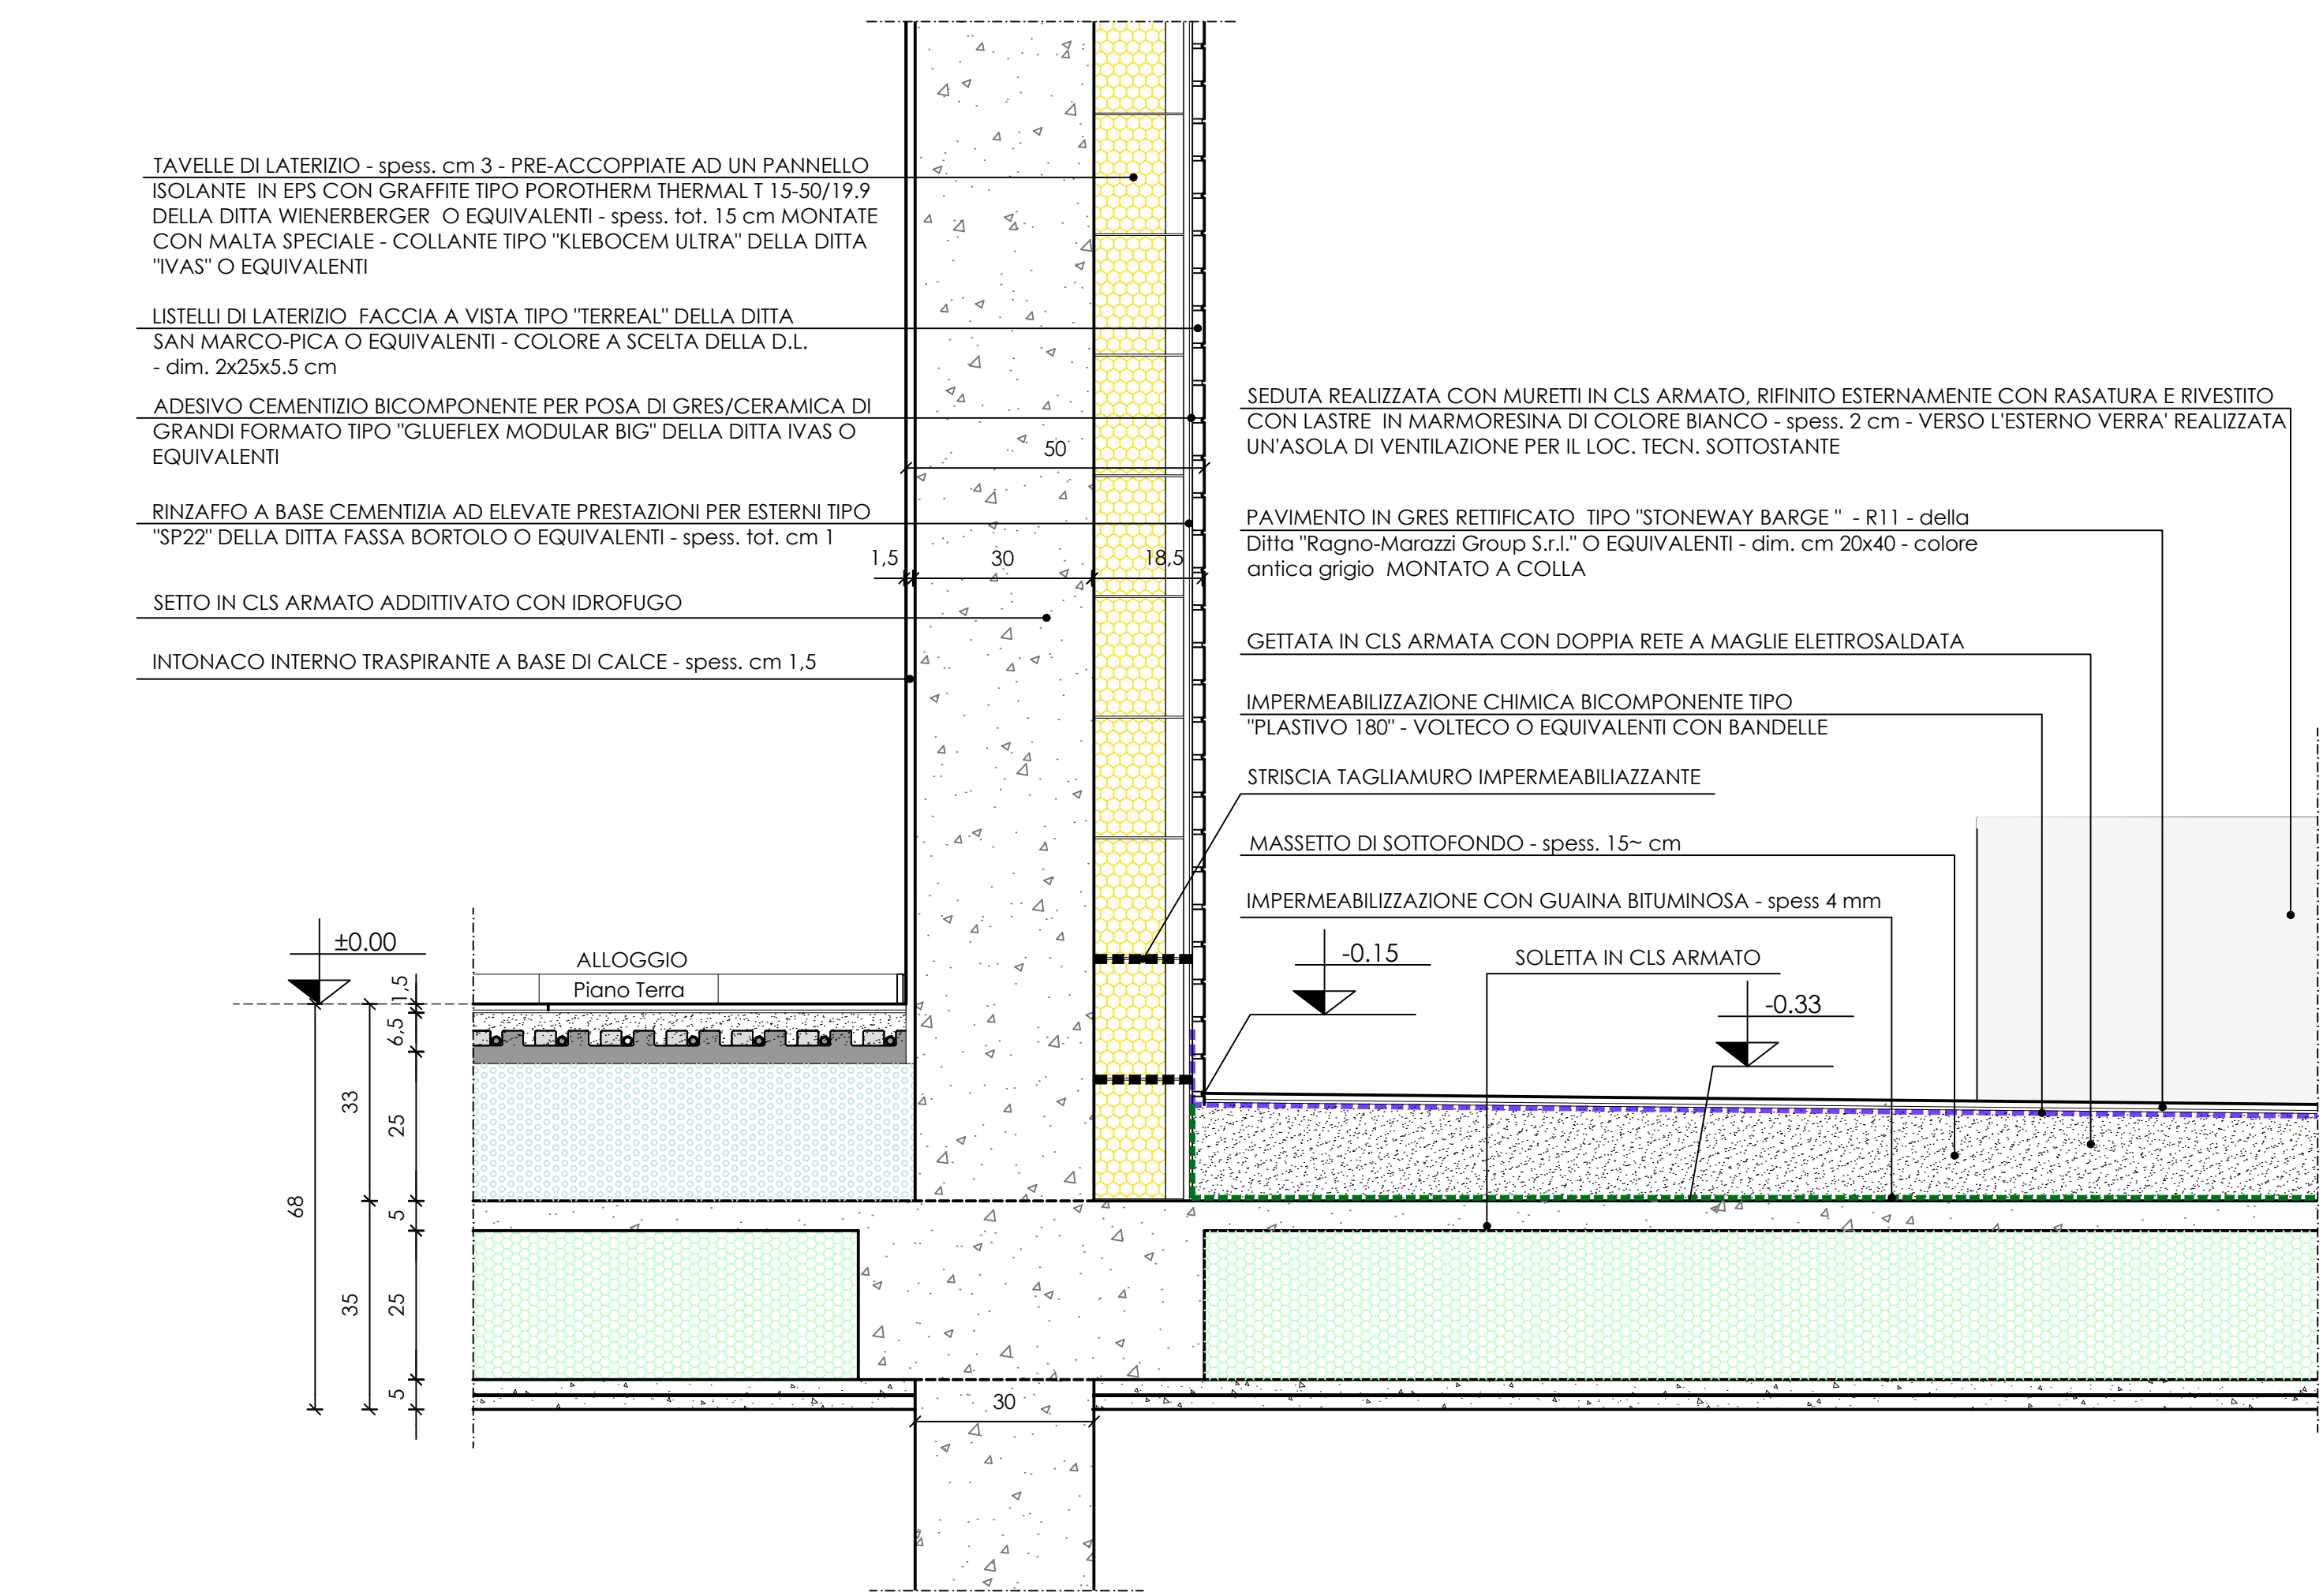 TAVELLE DI LATERIZIO - spess. cm 3 - PRE-ACCOPPIATE AD UN PANNELLO
ISOLANTE IN EPS CON GRAFFITE TIPO POROTHERM THERMAL T 15-50/19.9
DELLA DITTA WIENERBERGER O EQUIVALENTI - spess. tot. 15 cm MONTATE
CON MALTA SPECIALE - COLLANTE TIPO "KLEBOCEM ULTRA" DELLA DITTA
"IVAS" O EQUIVALENTI
LISTELLI DI LATERIZIO FACCIA A VISTA TIPO "TERREAL" DELLA DITTA
SAN MARCO-PICA O EQUIVALENTI - COLORE A SCELTA DELLA D.L.
- dim. 2x25x5.5 cm
ADESIVO CEMENTIZIO BICOMPONENTE PER POSA DI GRES/CERAMICA DI
GRANDI FORMATO TIPO "GLUEFLEX MODULAR BIG" DELLA DITTA IVAS O
EQUIVALENTI
RINZAFFO A BASE CEMENTIZIA AD ELEVATE PRESTAZIONI PER ESTERNI TIPO
"SP22" DELLA DITTA FASSA BORTOLO O EQUIVALENTI - spess. tot. cm 1
SETTO IN CLS ARMATO ADDITTIVATO CON IDROFUGO
INTONACO INTERNO TRASPIRANTE A BASE DI CALCE - spess. cm 1,5
50
1,5
30
18,5
SEDUTA REALIZZATA CON MURETTI IN CLS ARMATO, RIFINITO ESTERNAMENTE CON RASATURA E RIVESTITO
CON LASTRE IN MARMORESINA DI COLORE BIANCO - spess. 2 cm - VERSO L'ESTERNO VERRA' REALIZZATA
UN'ASOLA DI VENTILAZIONE PER IL LOC. TECN. SOTTOSTANTE
PAVIMENTO IN GRES RETTIFICATO TIPO "STONEWAY BARGE " - R11 - della
Ditta "Ragno-Marazzi Group S.r.l." O EQUIVALENTI - dim. cm 20x40 - colore
antica grigio MONTATO A COLLA
GETTATA IN CLS ARMATA CON DOPPIA RETE A MAGLIE ELETTROSALDATA
IMPERMEABILIZZAZIONE CHIMICA BICOMPONENTE TIPO
"PLASTIVO 180" - VOLTECO O EQUIVALENTI CON BANDELLE
STRISCIA TAGLIAMURO IMPERMEABILIAZZANTE
MASSETTO DI SOTTOFONDO - spess. 15~ cm
IMPERMEABILIZZAZIONE CON GUAINA BITUMINOSA - spess 4 mm
SOLETTA IN CLS ARMATO
-0.15
-0.33
±0.00
ALLOGGIO
Piano Terra
1,5
6,5
33
25
68
5
35
25
5
30